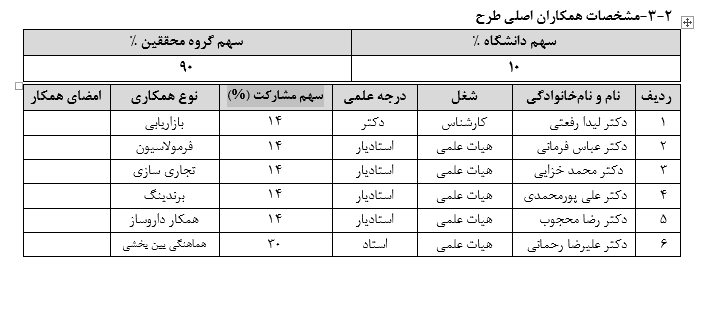 ۲-۳-مشخصات همکاران اصلی طرح
سهم دانشگاه % سهم گروه محققین %
۱۰ ۹۰
ردیف نام و نام‌خانوادگی شغل درجه علمی سهم مشارکت (%) نوع همکاری امضای همکار
۱ دکتر لیدا رفعتی کارشناس دکتر ۱۴ بازاریابی
۲ دکتر عباس فرمانی هیات علمی استادیار ۱۴ فرمولاسیون
۳ دکتر محمد خزایی هیات علمی استادیار ۱۴ تجاری سازی
۴ دکتر علی پورمحمدی هیات علمی استادیار ۱۴ برندینگ
۵ دکتر رضا محجوب هیات علمی استادیار ۱۴ همکار داروساز
۶ دکتر علیرضا رحمانی هیات علمی استاد ۳۰ هماهنگی بین بخشی